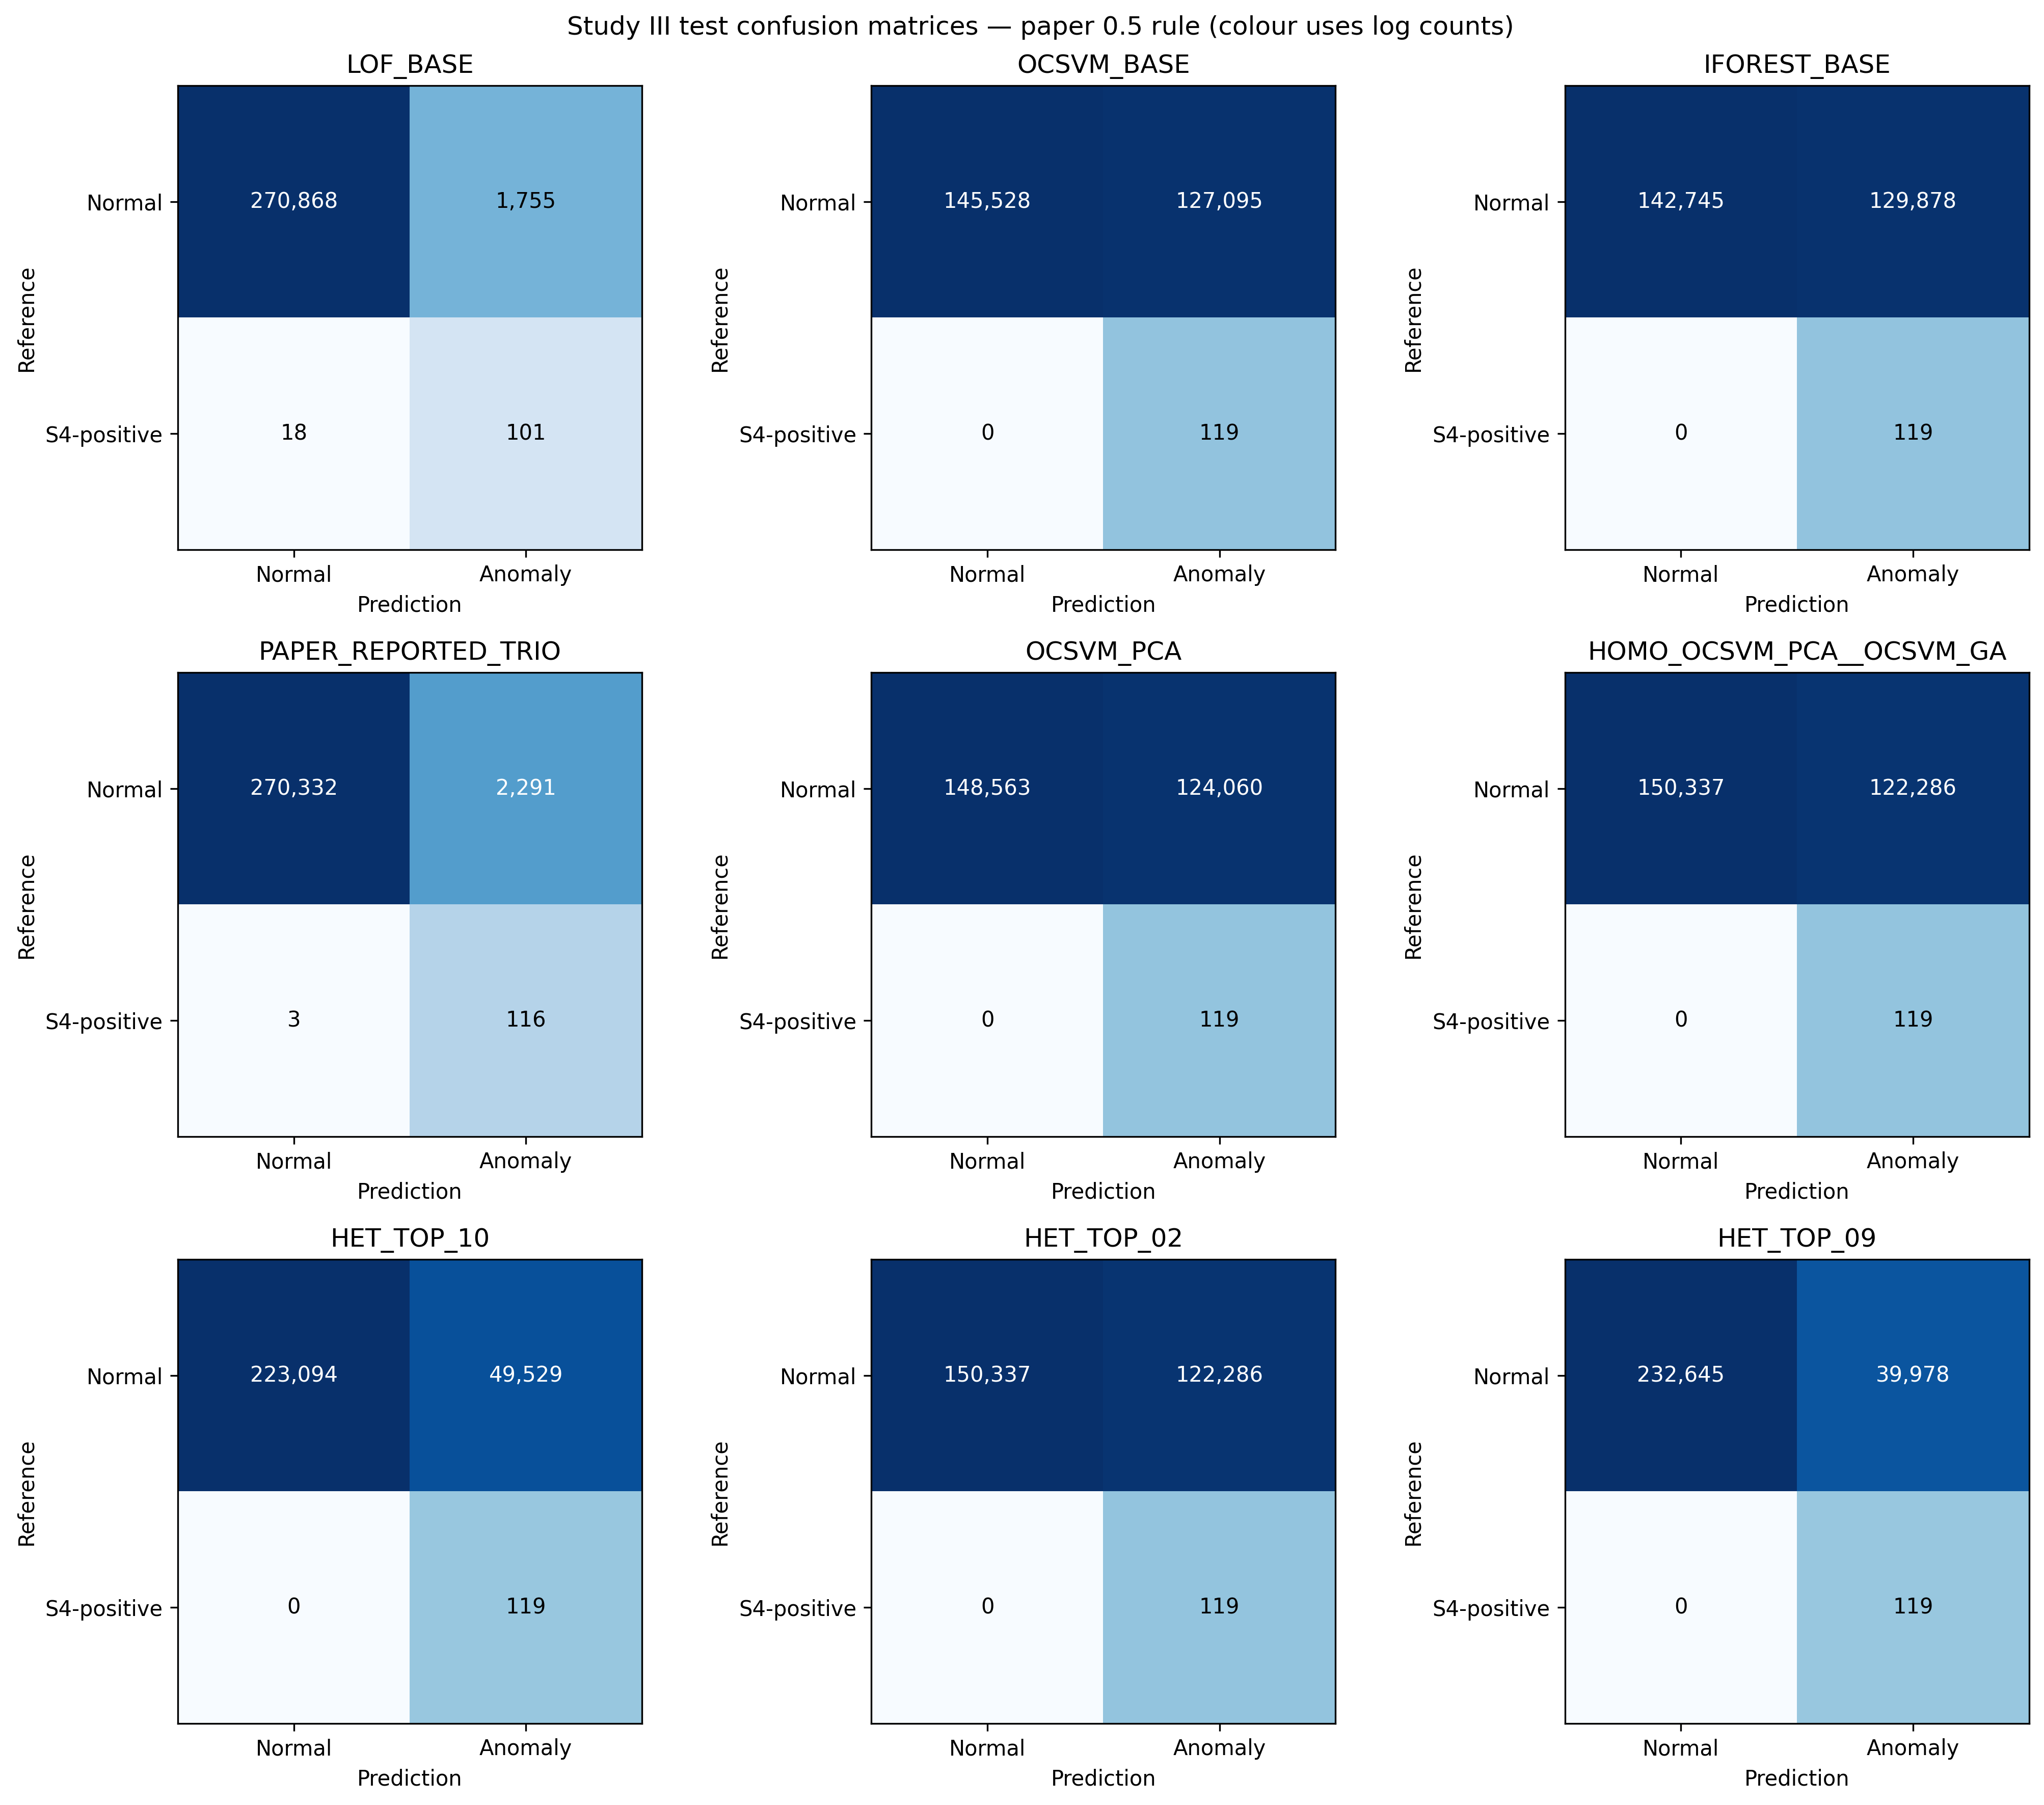 Study III test confusion matrices — paper 0.5 rule (colour uses log counts)
LOF_BASE
Reference
Normal
270,868
1,755
S4-positive
18
101
Normal
Anomaly
Prediction
OCSVM_BASE
Reference
Normal
145,528
127,095
S4-positive
0
119
Normal
Anomaly
Prediction
IFOREST_BASE
Reference
Normal
142,745
129,878
S4-positive
0
119
Normal
Anomaly
Prediction
PAPER_REPORTED_TRIO
Reference
Normal
270,332
2,291
S4-positive
3
116
Normal
Anomaly
Prediction
OCSVM_PCA
Reference
Normal
148,563
124,060
S4-positive
0
119
Normal
Anomaly
Prediction
HOMO_OCSVM_PCA__OCSVM_GA
Reference
Normal
150,337
122,286
S4-positive
0
119
Normal
Anomaly
Prediction
HET_TOP_10
Reference
Normal
223,094
49,529
S4-positive
0
119
Normal
Anomaly
Prediction
HET_TOP_02
Reference
Normal
150,337
122,286
S4-positive
0
119
Normal
Anomaly
Prediction
HET_TOP_09
Reference
Normal
232,645
39,978
S4-positive
0
119
Normal
Anomaly
Prediction